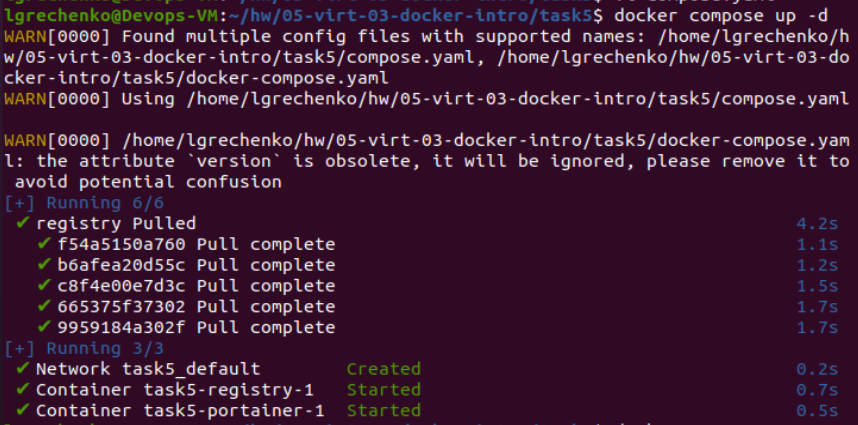 lgrechenko@Devops-VM:~/hw/05-virt-03-docker-intro/task5$ docker compose up -d
WARN[0000] Found multiple config files with supported names: /home/lgrechenko/h
w/05-virt-03-docker-intro/task5/compose.yaml, /home/lgrechenko/hw/05-virt-03-do
cker-intro/task5/docker-compose.yaml
WARN[0000] Using /home/lgrechenko/hw/05-virt-03-docker-intro/task5/compose.yaml
WARN[0000] /home/lgrechenko/hw/05-virt-03-docker-intro/task5/docker-compose.yam
l: the attribute `version` is obsolete, it will be ignored, please remove it to
avoid potential confusion
[+] Running 6/6
✔ registry Pulled 4.2s
✔ f54a5150a760 Pull complete 1.1s
✔ b6afea20d55c Pull complete 1.2s
✔ c8f4e00e7d3c Pull complete 1.5s
✔ 665375f37302 Pull complete 1.7s
✔ 9959184a302f Pull complete 1.7s
[+] Running 3/3
✔ Network task5_default Created 0.2s
✔ Container task5-registry-1 Started 0.7s
✔ Container task5-portainer-1 Started 0.5s